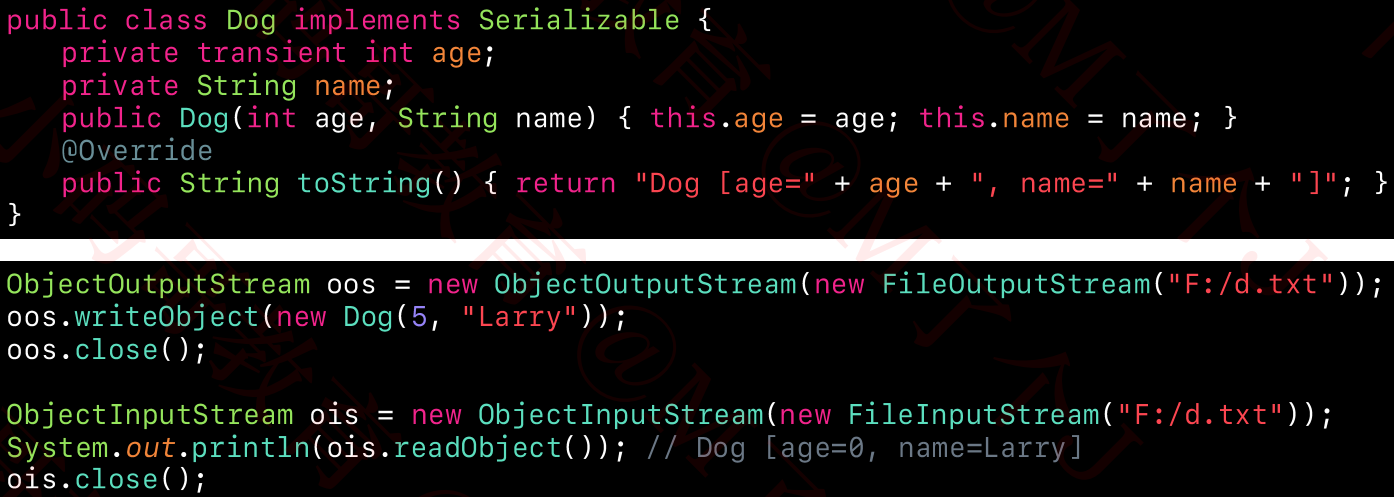 public class Dog implements Serializable {
    private transient int age;
    private String name;
    public Dog(int age, String name) { this.age = age; this.name = name; }
    @Override
    public String toString() { return "Dog [age=" + age + ", name=" + name + "]"; }
}
ObjectOutputStream oos = new ObjectOutputStream(new FileOutputStream("F:/d.txt"));
oos.writeObject(new Dog(5, "Larry"));
oos.close();
ObjectInputStream ois = new ObjectInputStream(new FileInputStream("F:/d.txt"));
System.out.println(ois.readObject()); // Dog [age=0, name=Larry]
ois.close();